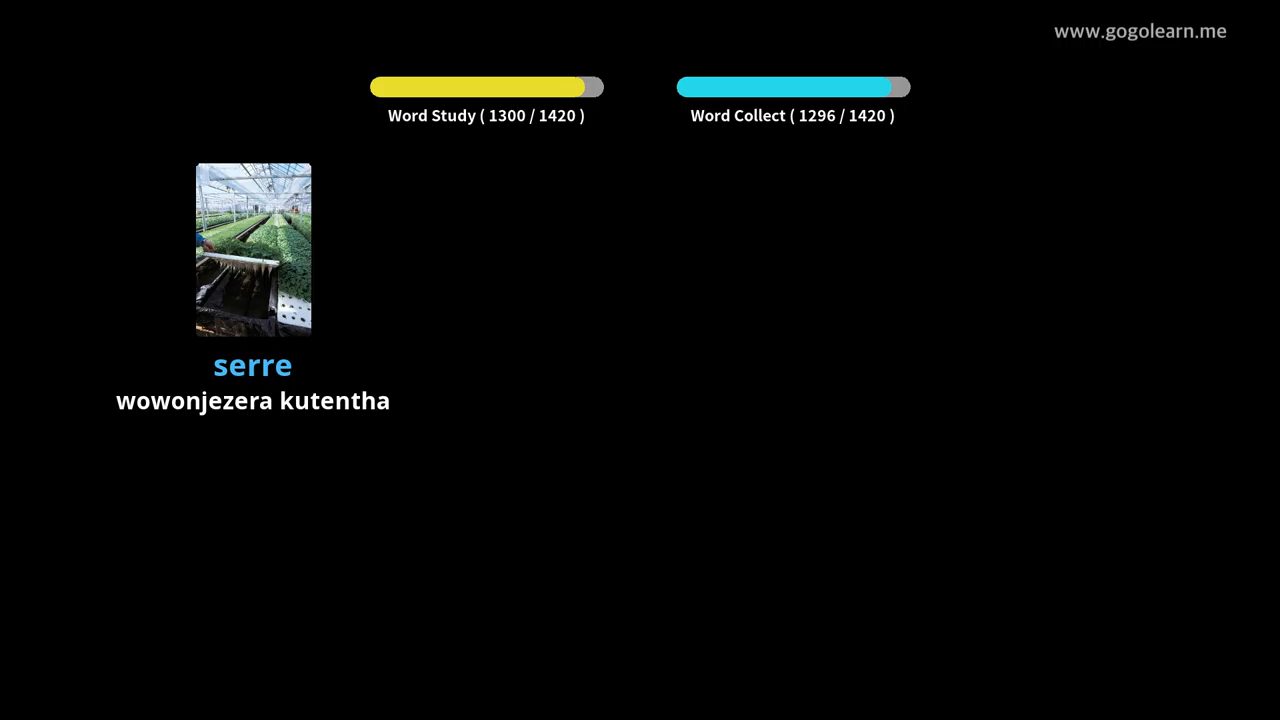 www.gogolearn.me
Word Study ( 1300 / 1420 )
Word Collect ( 1296 / 1420 )
serre
wowonjezera kutentha